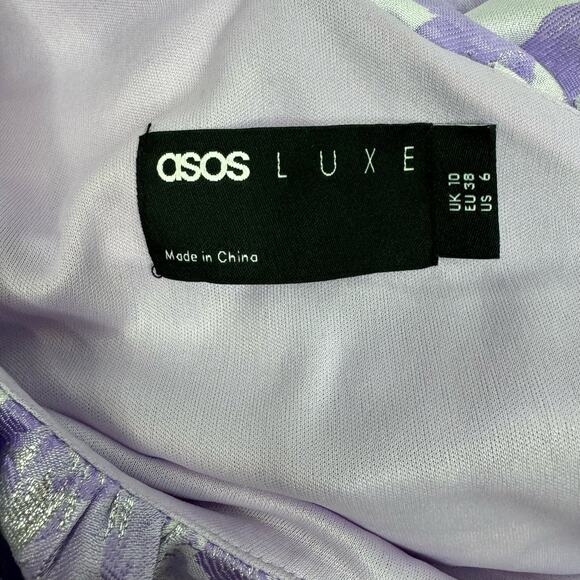 asos LUXE
Made in China
UK 10
EU 38
US 6